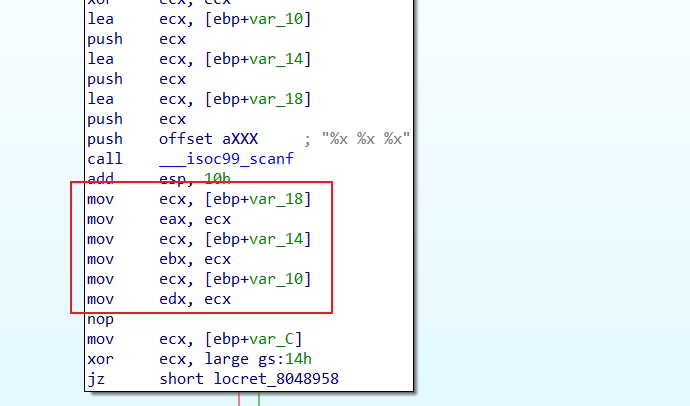 xor ecx, ecx
lea ecx, [ebp+var_10]
push ecx
lea ecx, [ebp+var_14]
push ecx
lea ecx, [ebp+var_18]
push ecx
push offset aXXX ; "%x %x %x"
call ___isoc99_scanf
add esp, 10h
mov ecx, [ebp+var_18]
mov eax, ecx
mov ecx, [ebp+var_14]
mov ebx, ecx
mov ecx, [ebp+var_10]
mov edx, ecx
nop
mov ecx, [ebp+var_C]
xor ecx, large gs:14h
jz short locret_8048958